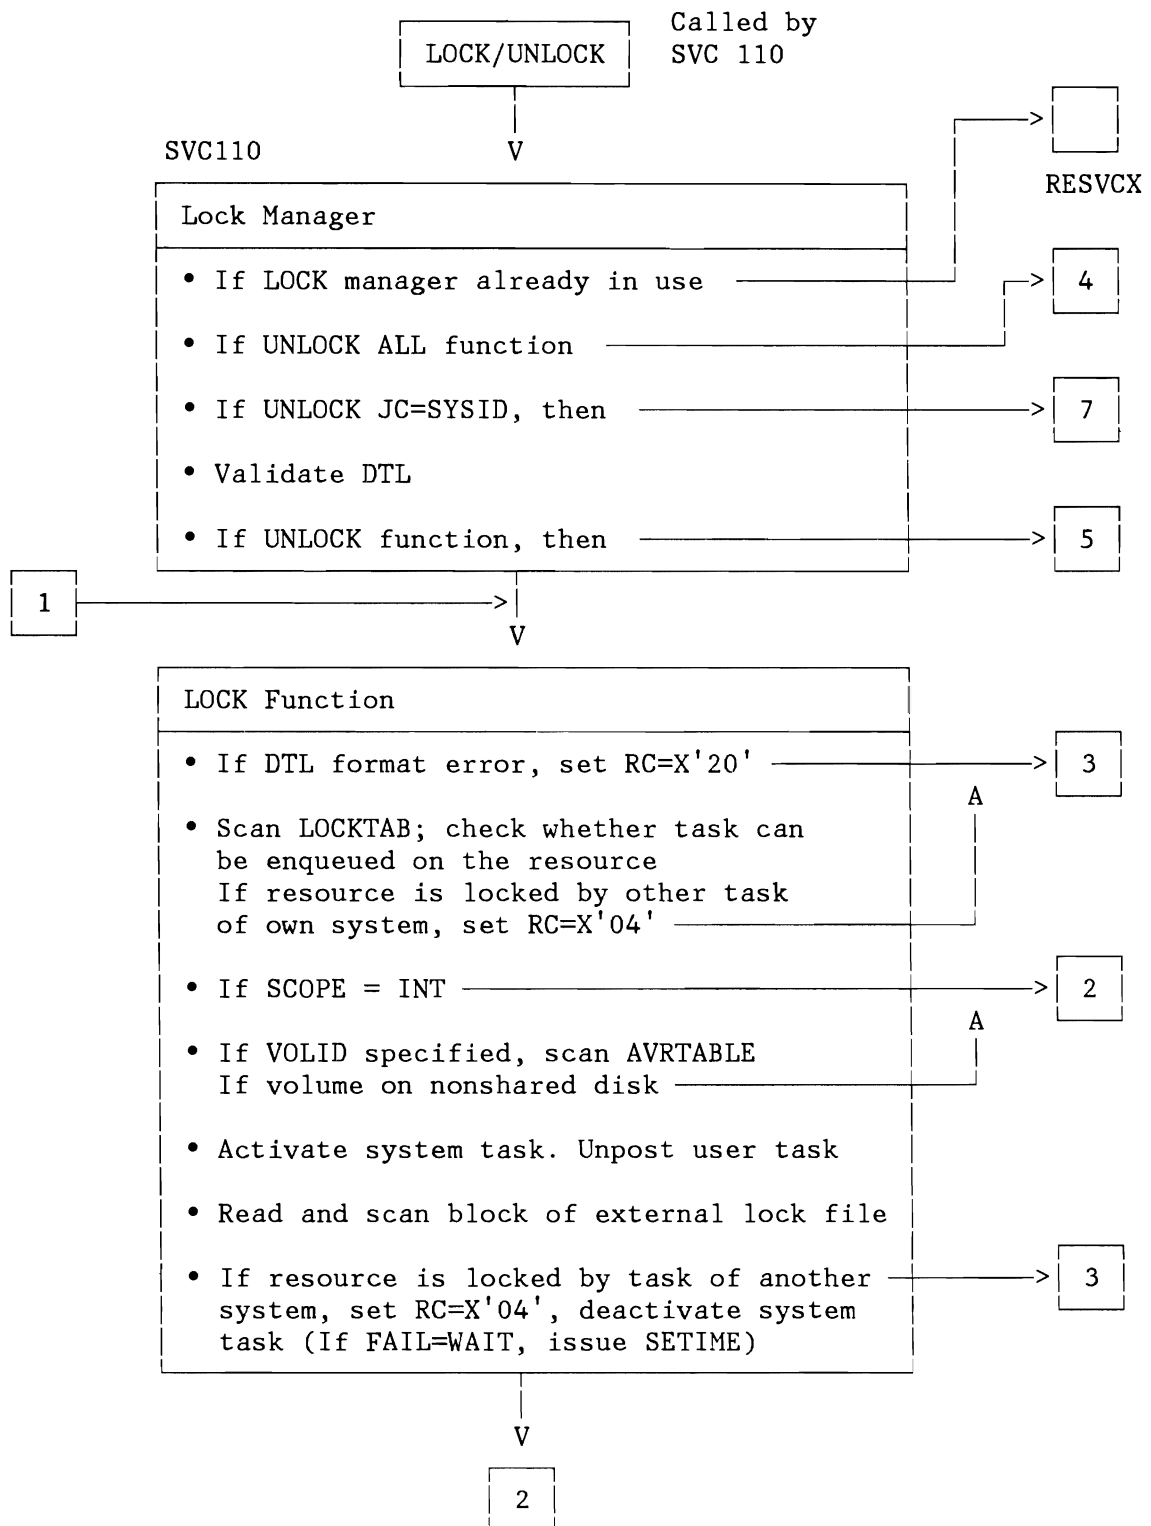 Called by
LOCK/UNLOCK SVC 110
SVC110 V
RESVCX
Lock Manager
• If LOCK manager already in use >
• If UNLOCK ALL function > 4
• If UNLOCK JC=SYSID, then > 7
• Validate DTL
• If UNLOCK function, then > 5
1 >
V
LOCK Function
• If DTL format error, set RC=X'20' > 3
A
• Scan LOCKTAB; check whether task can
be enqueued on the resource
If resource is locked by other task
of own system, set RC=X'04'
• If SCOPE = INT > 2
A
• If VOLID specified, scan AVRTABLE
If volume on nonshared disk
• Activate system task. Unpost user task
• Read and scan block of external lock file
• If resource is locked by task of another > 3
system, set RC=X'04', deactivate system
task (If FAIL=WAIT, issue SETIME)
V
2